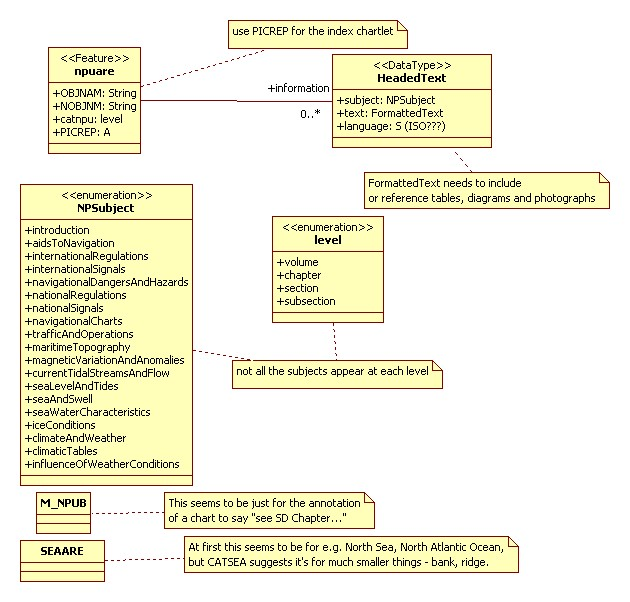 use PICREP for the index chartlet
<<Feature>>
npuare
+OBJNAM: String
+NOBJNM: String
+catnpu: level
+PICREP: A
+information
0..*
<<DataType>>
HeadedText
+subject: NPSubject
+text: FormattedText
+language: S (ISO???)
FormattedText needs to include
or reference tables, diagrams and photographs
<<enumeration>>
NPSubject
+introduction
+aidsToNavigation
+internationalRegulations
+internationalSignals
+navigationalDangersAndHazards
+nationalRegulations
+nationalSignals
+navigationalCharts
+trafficAndOperations
+maritimeTopography
+magneticVariationAndAnomalies
+currentTidalStreamsAndFlow
+seaLevelAndTides
+seaAndSwell
+seaWaterCharacteristics
+iceConditions
+climateAndWeather
+climaticTables
+influenceOfWeatherConditions
<<enumeration>>
level
+volume
+chapter
+section
+subsection
not all the subjects appear at each level
M_NPUB
This seems to be just for the annotation
of a chart to say "see SD Chapter..."
SEAARE
At first this seems to be for e.g. North Sea, North Atlantic Ocean,
but CATSEA suggests it's for much smaller things - bank, ridge.